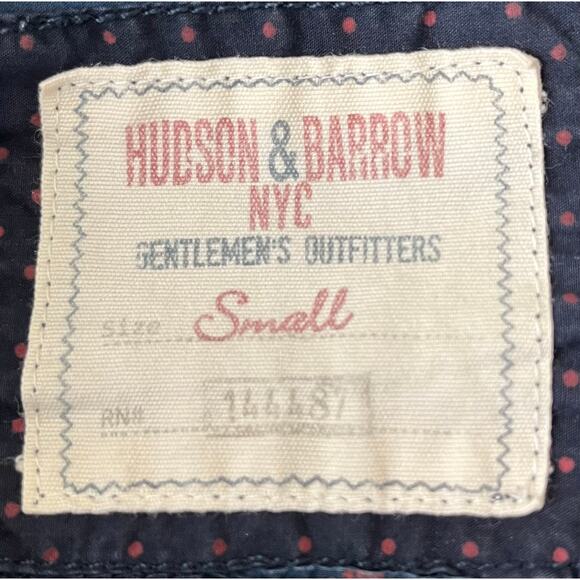 HUDSON & BARROW
NYC
GENTLEMEN'S OUTFITTERS
Size Small
RN# 144487